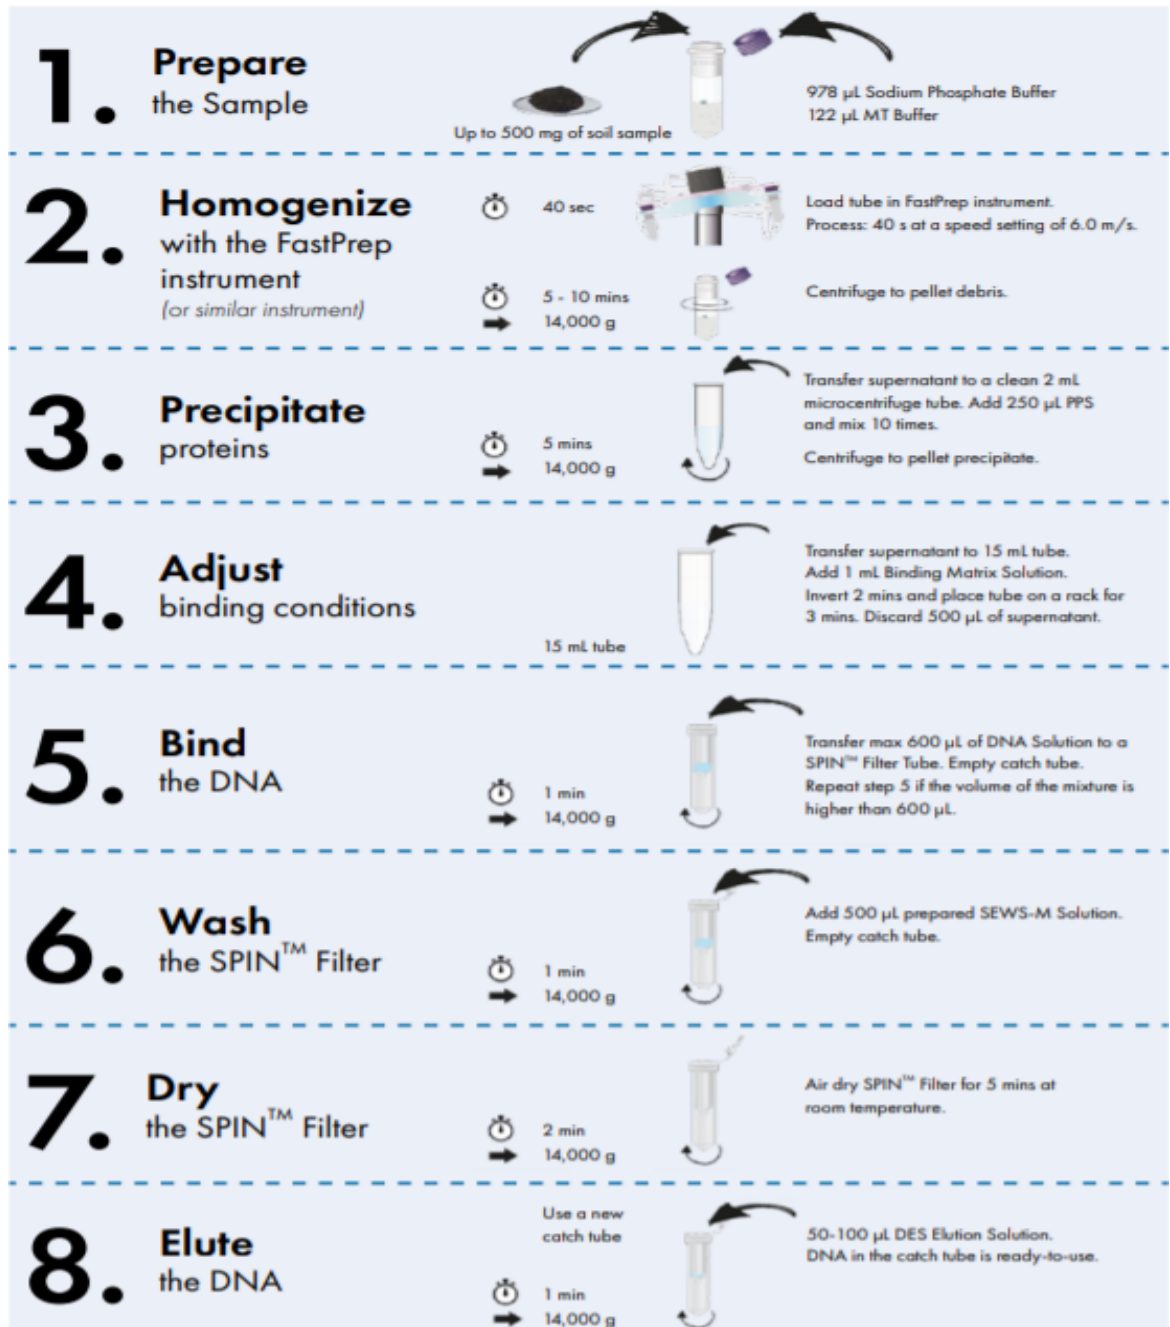 1. Prepare
the Sample
Up to 500 mg of soil sample
978 µL Sodium Phosphate Buffer
122 µL MT Buffer
2. Homogenize
with the FastPrep
instrument
(or similar instrument)
40 sec
Load tube in FastPrep instrument.
Process: 40 s at a speed setting of 6.0 m/s.
5 - 10 mins
14,000 g
Centrifuge to pellet debris.
3. Precipitate
proteins
5 mins
14,000 g
Transfer supernatant to a clean 2 mL
microcentrifuge tube. Add 250 µL PPS
and mix 10 times.
Centrifuge to pellet precipitate.
4. Adjust
binding conditions
15 mL tube
Transfer supernatant to 15 mL tube.
Add 1 mL Binding Matrix Solution.
Invert 2 mins and place tube on a rack for
3 mins. Discard 500 µL of supernatant.
5. Bind
the DNA
1 min
14,000 g
Transfer max 600 µL of DNA Solution to a
SPIN™ Filter Tube. Empty catch tube.
Repeat step 5 if the volume of the mixture is
higher than 600 µL.
6. Wash
the SPIN™ Filter
1 min
14,000 g
Add 500 µL prepared SEWS-M Solution.
Empty catch tube.
7. Dry
the SPIN™ Filter
2 min
14,000 g
Air dry SPIN™ Filter for 5 mins at
room temperature.
8. Elute
the DNA
Use a new
catch tube
1 min
14,000 g
50-100 µL DES Elution Solution.
DNA in the catch tube is ready-to-use.